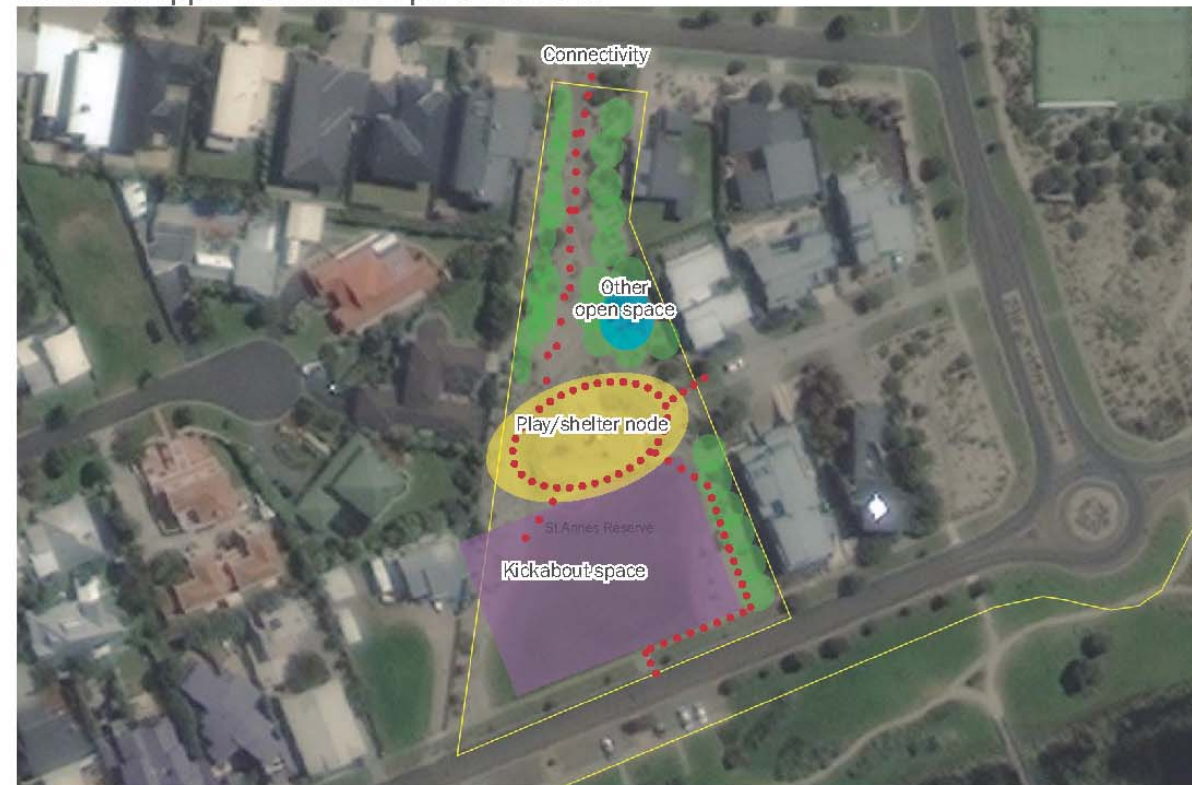 Connectivity
Other
open space
Play/shelter node
St Annes Reserve
Kickabout space